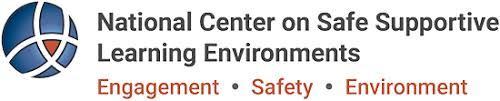 National Center on Safe Supportive
Learning Environments
Engagement • Safety • Environment